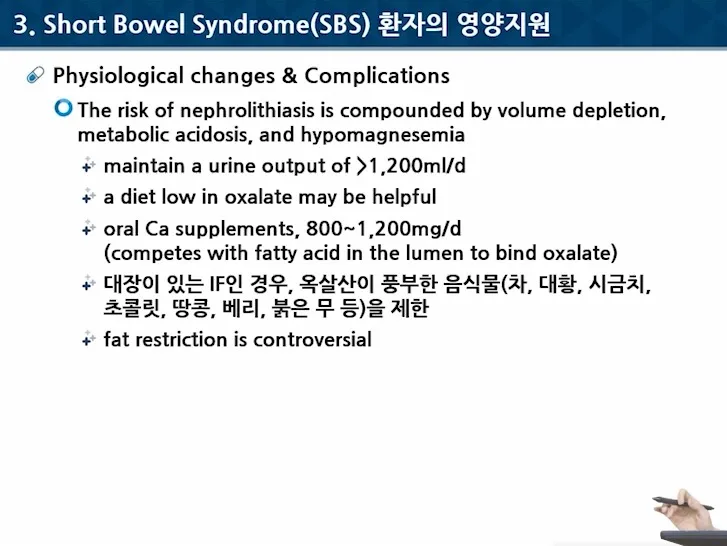 3. Short Bowel Syndrome(SBS) 환자의 영양지원
Physiological changes & Complications
The risk of nephrolithiasis is compounded by volume depletion,
metabolic acidosis, and hypomagnesemia
maintain a urine output of >1,200ml/d
a diet low in oxalate may be helpful
oral Ca supplements, 800~1,200mg/d
(competes with fatty acid in the lumen to bind oxalate)
대장이 있는 IF인 경우, 옥살산이 풍부한 음식물(차, 대황, 시금치,
초콜릿, 땅콩, 베리, 붉은 무 등)을 제한
fat restriction is controversial